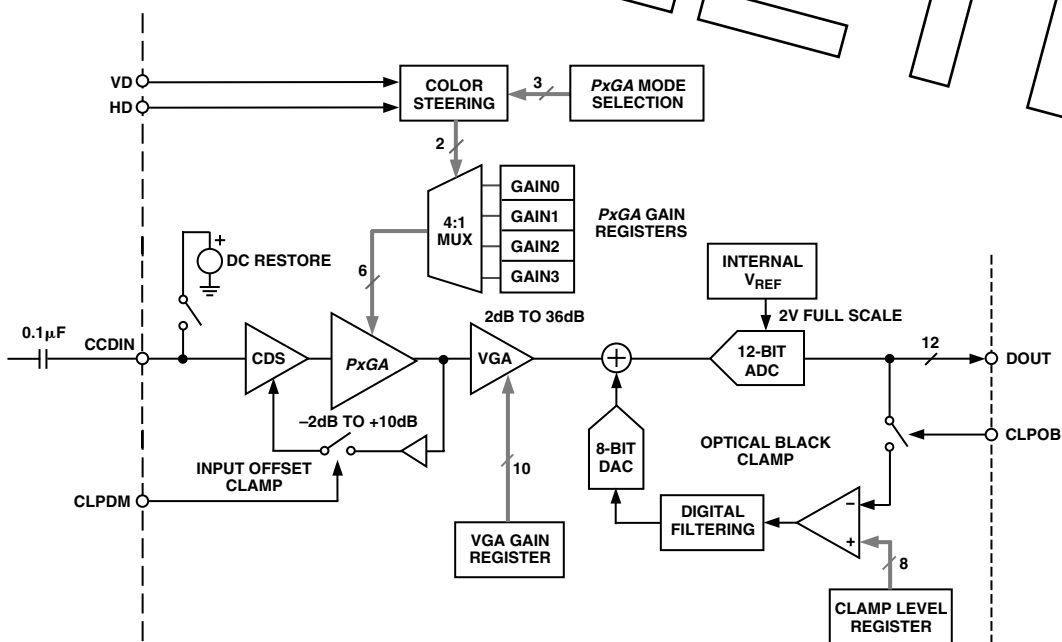 VD
HD
COLOR
STEERING
3
PxGA MODE
SELECTION
2
4:1
MUX
GAIN0
GAIN1
GAIN2
GAIN3
PxGA GAIN
REGISTERS
6
+
DC RESTORE
0.1μF
CCDIN
CDS
PxGA
–2dB TO +10dB
INPUT OFFSET
CLAMP
CLPDM
2dB TO 36dB
VGA
10
VGA GAIN
REGISTER
+
INTERNAL
VREF
2V FULL SCALE
12-BIT
ADC
12
DOUT
CLPOB
OPTICAL BLACK
CLAMP
8-BIT
DAC
DIGITAL
FILTERING
–
+
8
CLAMP LEVEL
REGISTER